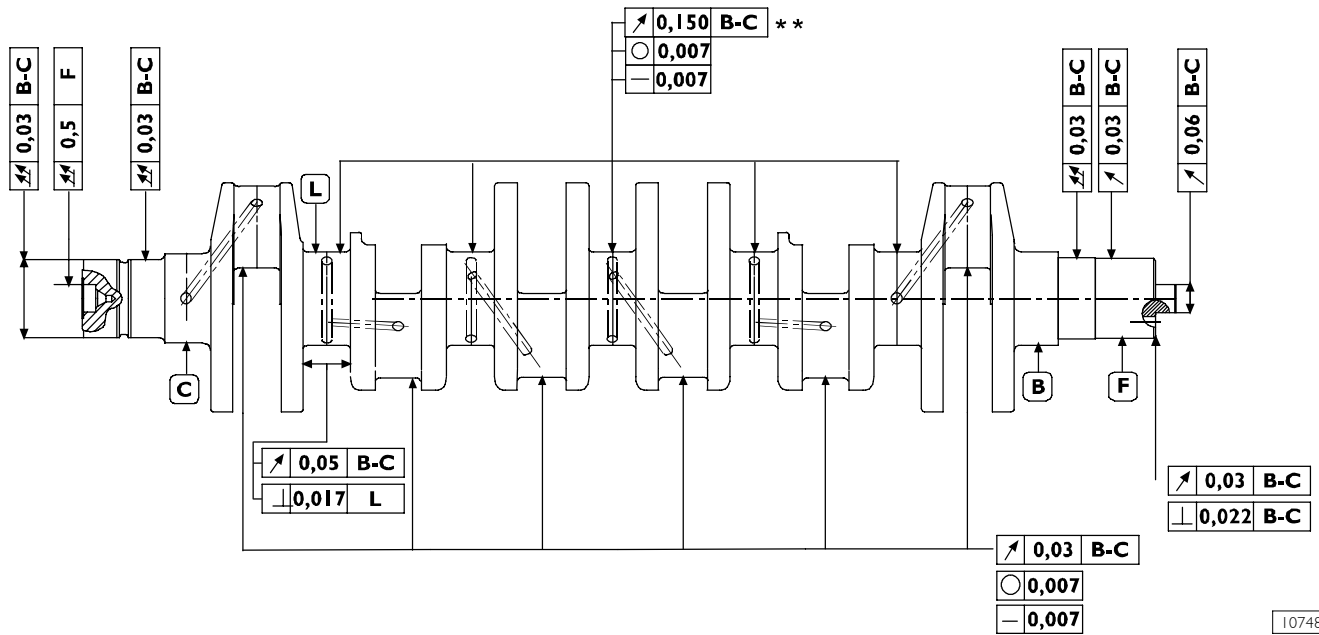 ↗ 0,150 B-C **
○ 0,007
— 0,007
⌰ 0,03 B-C
⌰ 0,5 F
⌰ 0,03 B-C
⌰ 0,03 B-C
↗ 0,03 B-C
↗ 0,06 B-C
L
C
B
F
↗ 0,05 B-C
⊥ 0,017 L
↗ 0,03 B-C
⊥ 0,022 B-C
↗ 0,03 B-C
○ 0,007
— 0,007